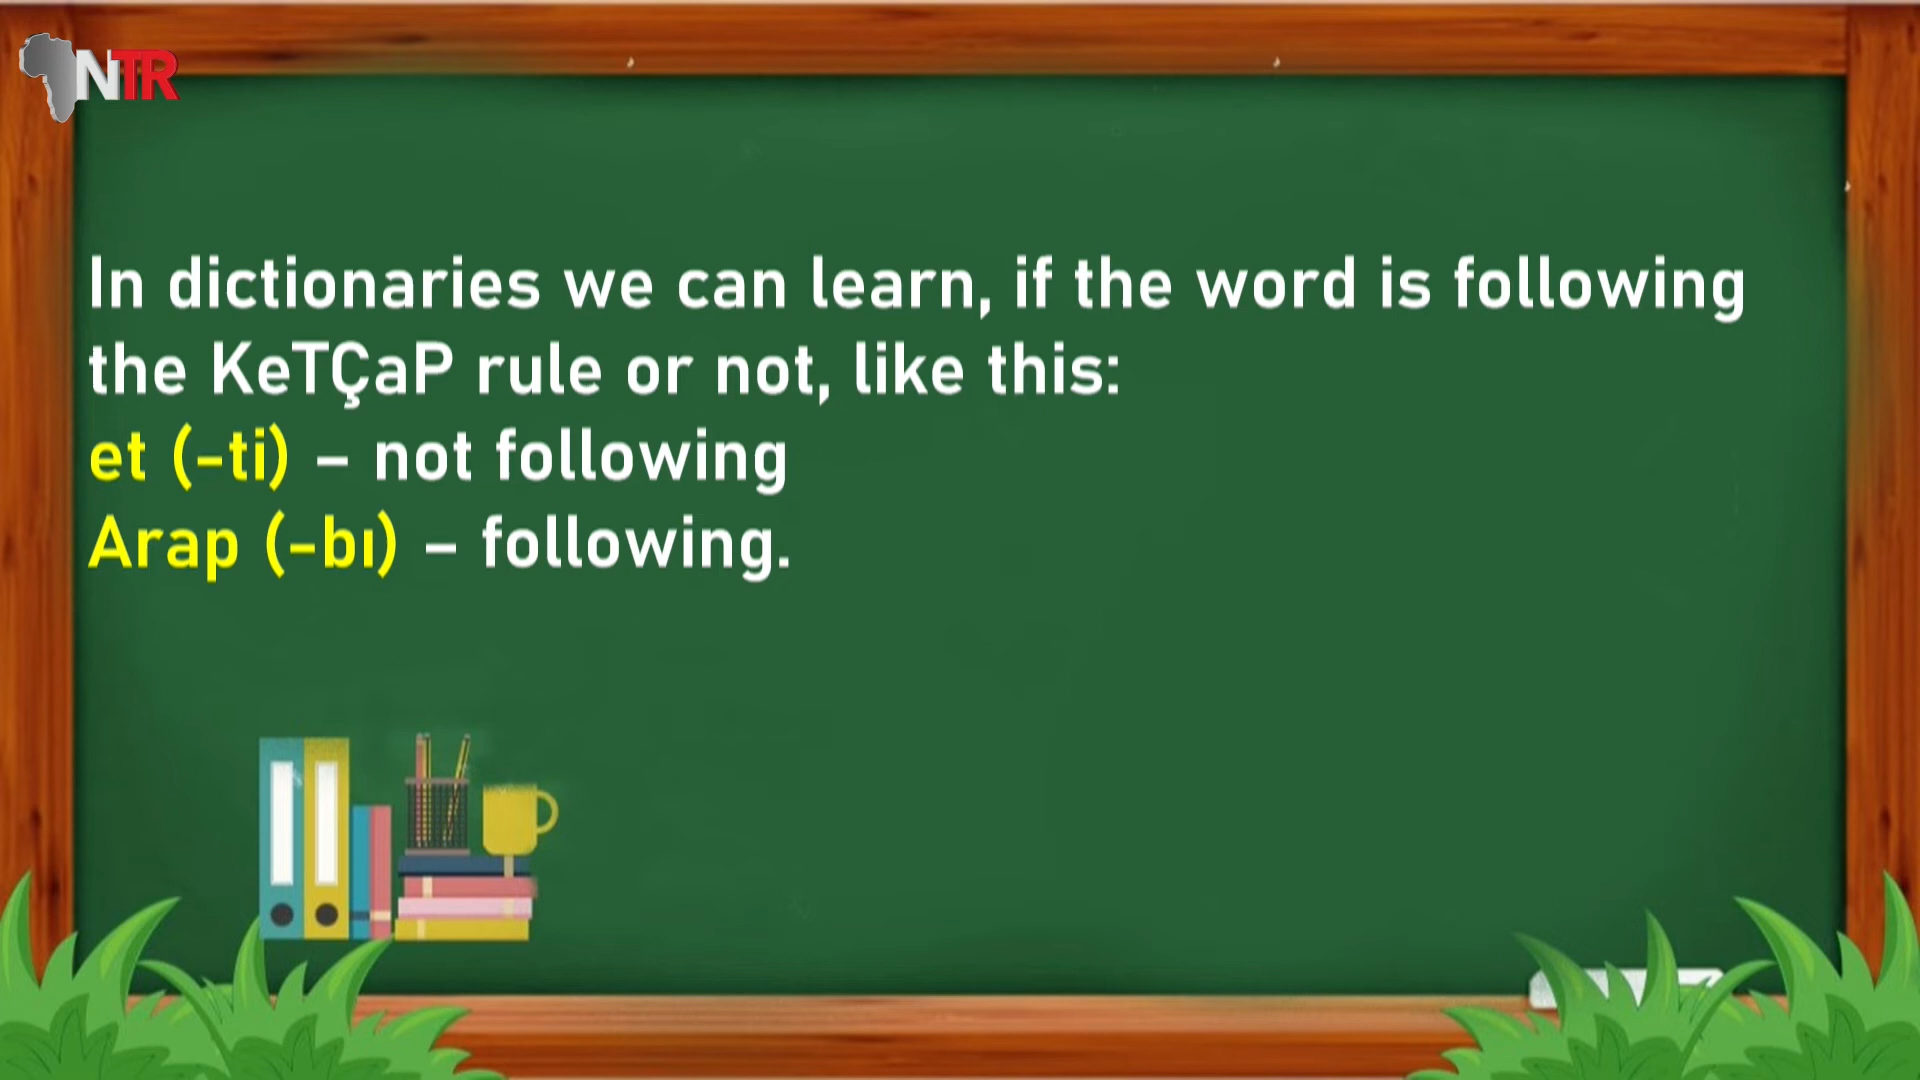 NTR
In dictionaries we can learn, if the word is following
the KeTÇaP rule or not, like this:
et (-ti) – not following
Arap (-bı) – following.